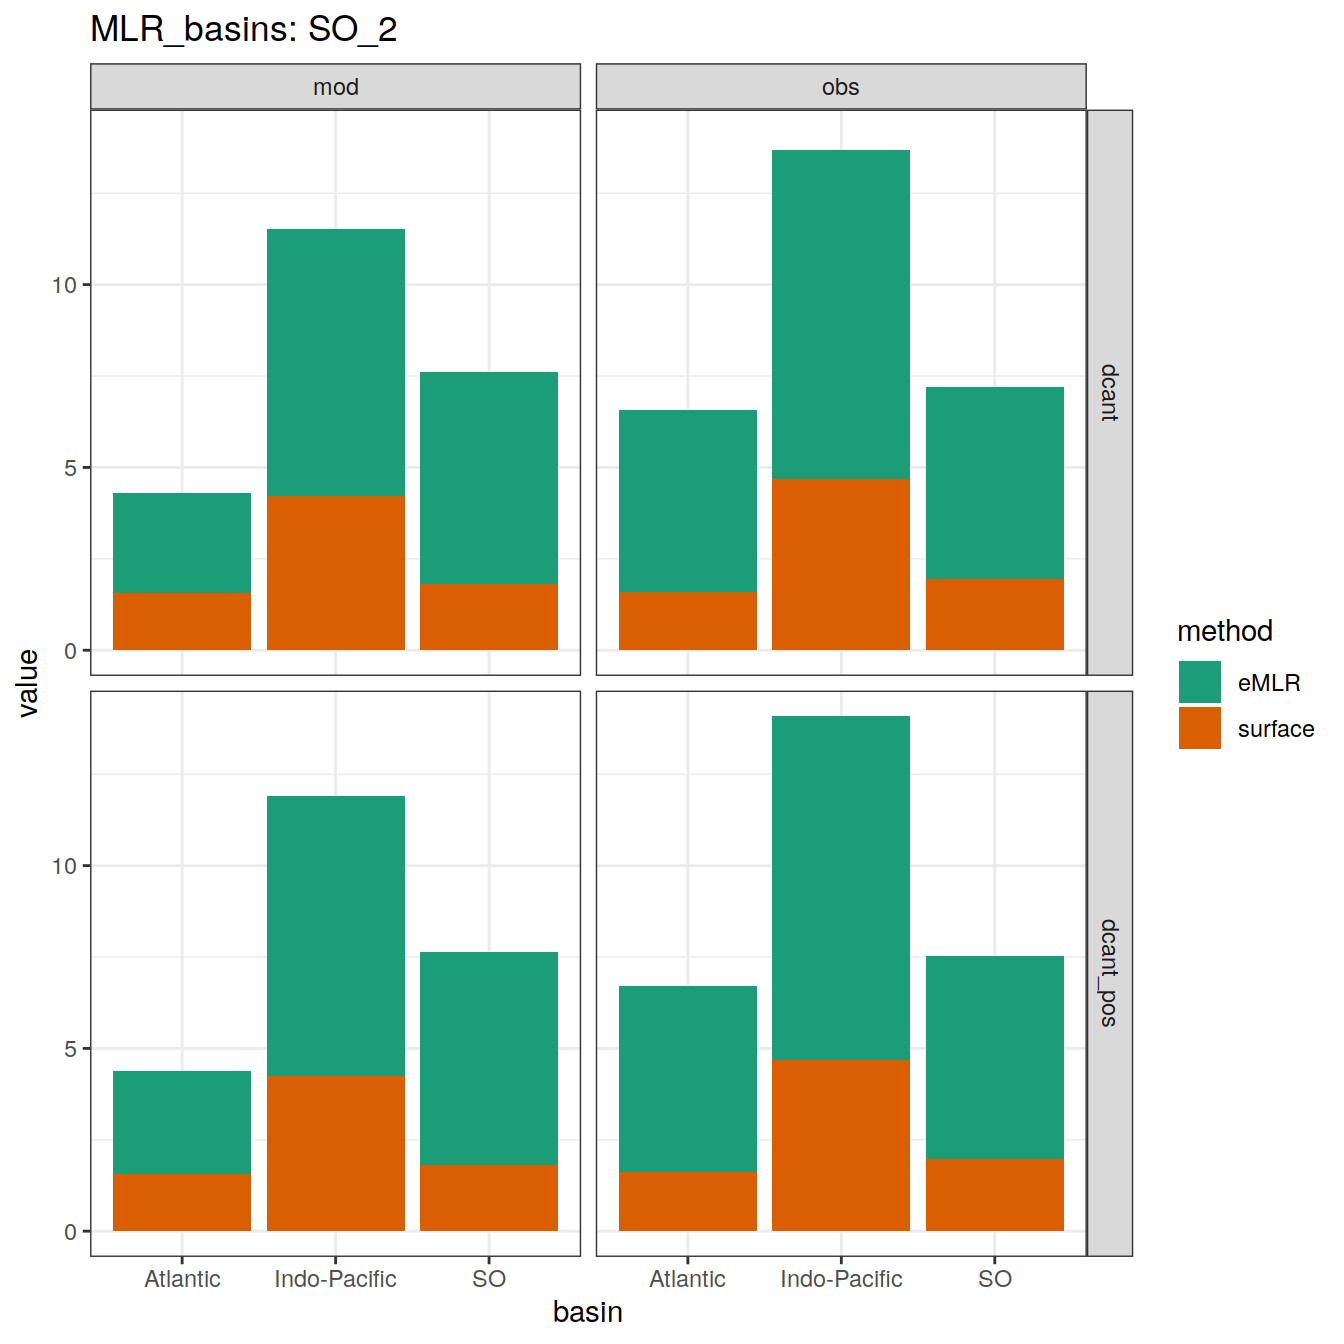 MLR_basins: SO_2
mod
obs
10
5
0
dcant
10
5
0
dcant_pos
value
Atlantic
Indo-Pacific
SO
Atlantic
Indo-Pacific
SO
basin
method
eMLR
surface